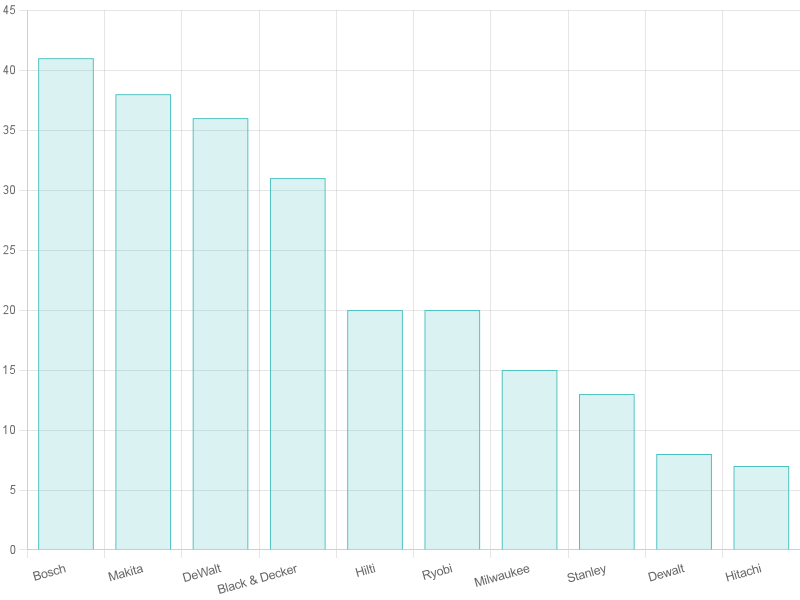 45
40
35
30
25
20
15
10
5
0
Bosch
Makita
DeWalt
Black & Decker
Hilti
Ryobi
Milwaukee
Stanley
Dewalt
Hitachi